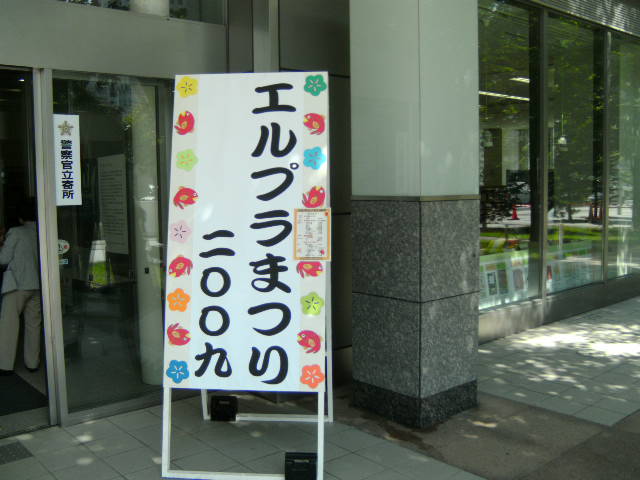 エルプラまつり
二〇〇九
警察官立寄所